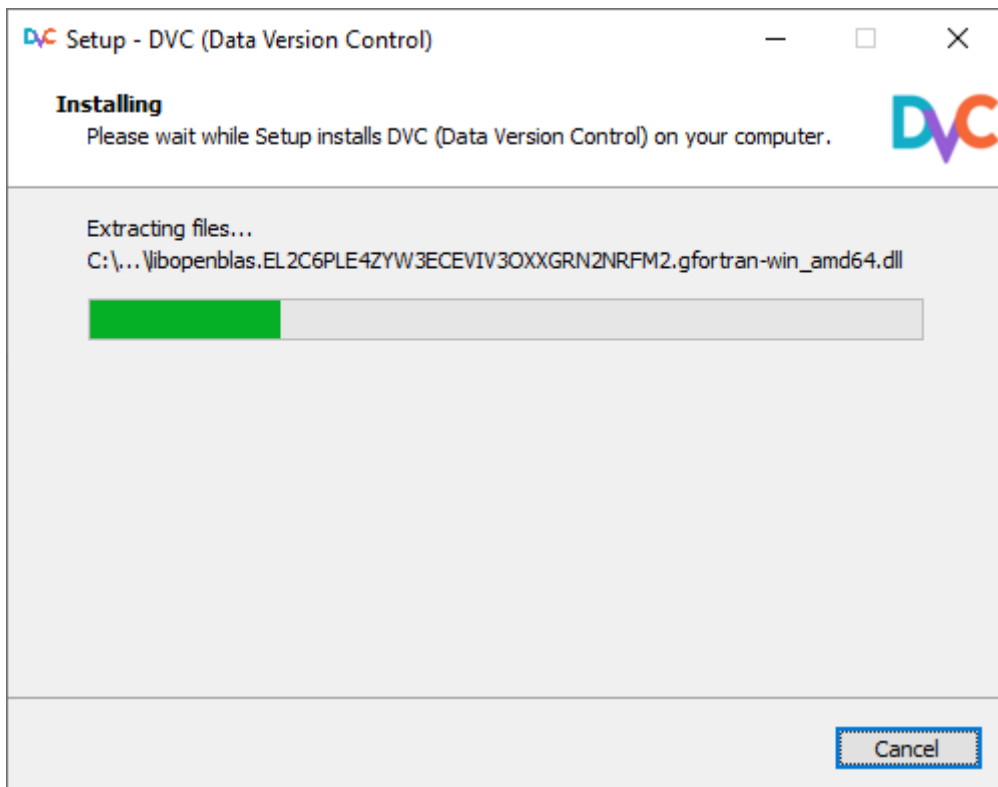 DVC Setup - DVC (Data Version Control)
Installing
Please wait while Setup installs DVC (Data Version Control) on your computer.
DVC
Extracting files...
C:\...\libopenblas.EL2C6PLE4ZYW3ECEVIV3OXXGRN2NRFM2.gfortran-win_amd64.dll
Cancel